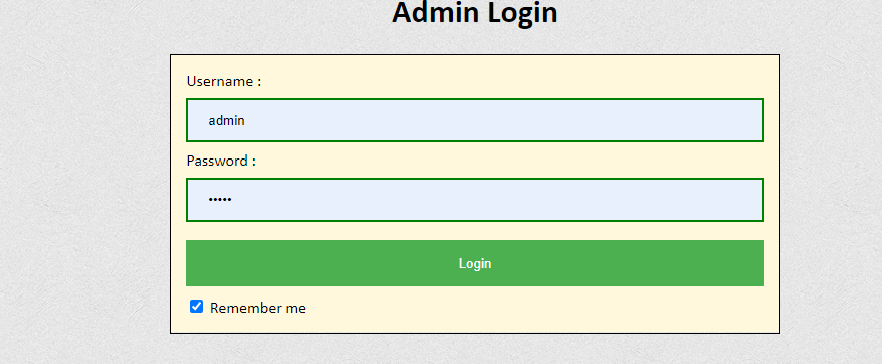 Admin Login
Username :
admin
Password :
•••••
Login
Remember me